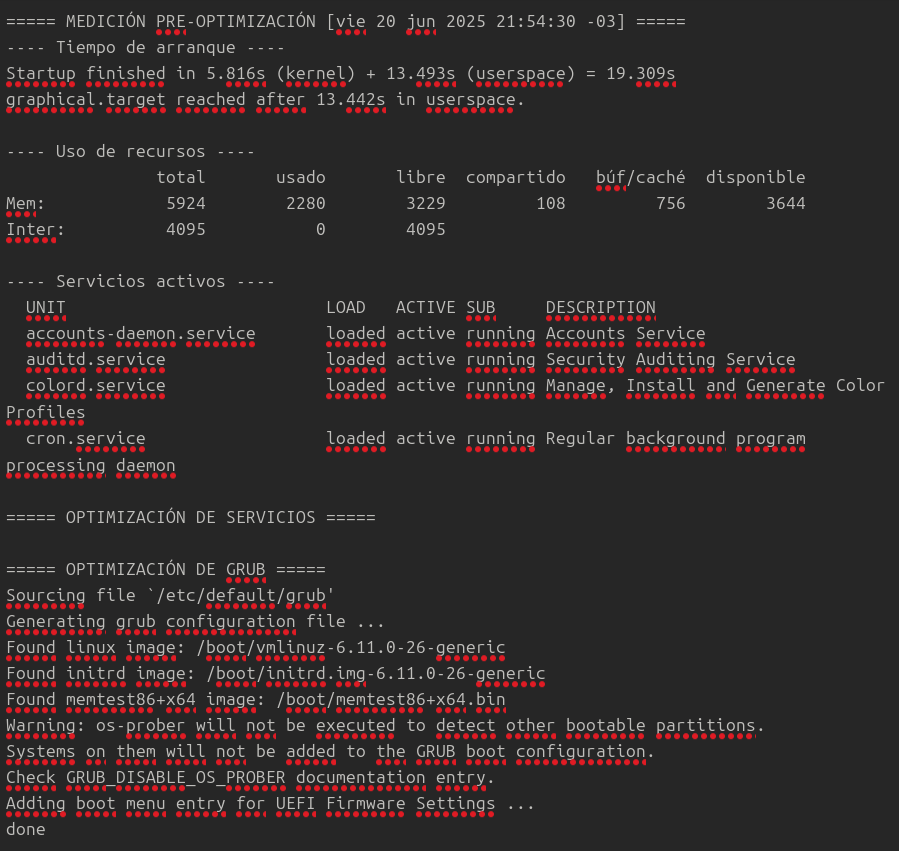 ===== MEDICIÓN PRE-OPTIMIZACIÓN [vie 20 jun 2025 21:54:30 -03] =====
---- Tiempo de arranque ----
Startup finished in 5.816s (kernel) + 13.493s (userspace) = 19.309s
graphical.target reached after 13.442s in userspace.

---- Uso de recursos ----
               total       usado       libre  compartido   búf/caché  disponible
Mem:            5924        2280        3229         108         756        3644
Inter:          4095           0        4095

---- Servicios activos ----
  UNIT                          LOAD   ACTIVE SUB     DESCRIPTION
  accounts-daemon.service       loaded active running Accounts Service
  auditd.service                loaded active running Security Auditing Service
  colord.service                loaded active running Manage, Install and Generate Color
Profiles
  cron.service                  loaded active running Regular background program
processing daemon

===== OPTIMIZACIÓN DE SERVICIOS =====

===== OPTIMIZACIÓN DE GRUB =====
Sourcing file `/etc/default/grub'
Generating grub configuration file ...
Found linux image: /boot/vmlinuz-6.11.0-26-generic
Found initrd image: /boot/initrd.img-6.11.0-26-generic
Found memtest86+x64 image: /boot/memtest86+x64.bin
Warning: os-prober will not be executed to detect other bootable partitions.
Systems on them will not be added to the GRUB boot configuration.
Check GRUB_DISABLE_OS_PROBER documentation entry.
Adding boot menu entry for UEFI Firmware Settings ...
done